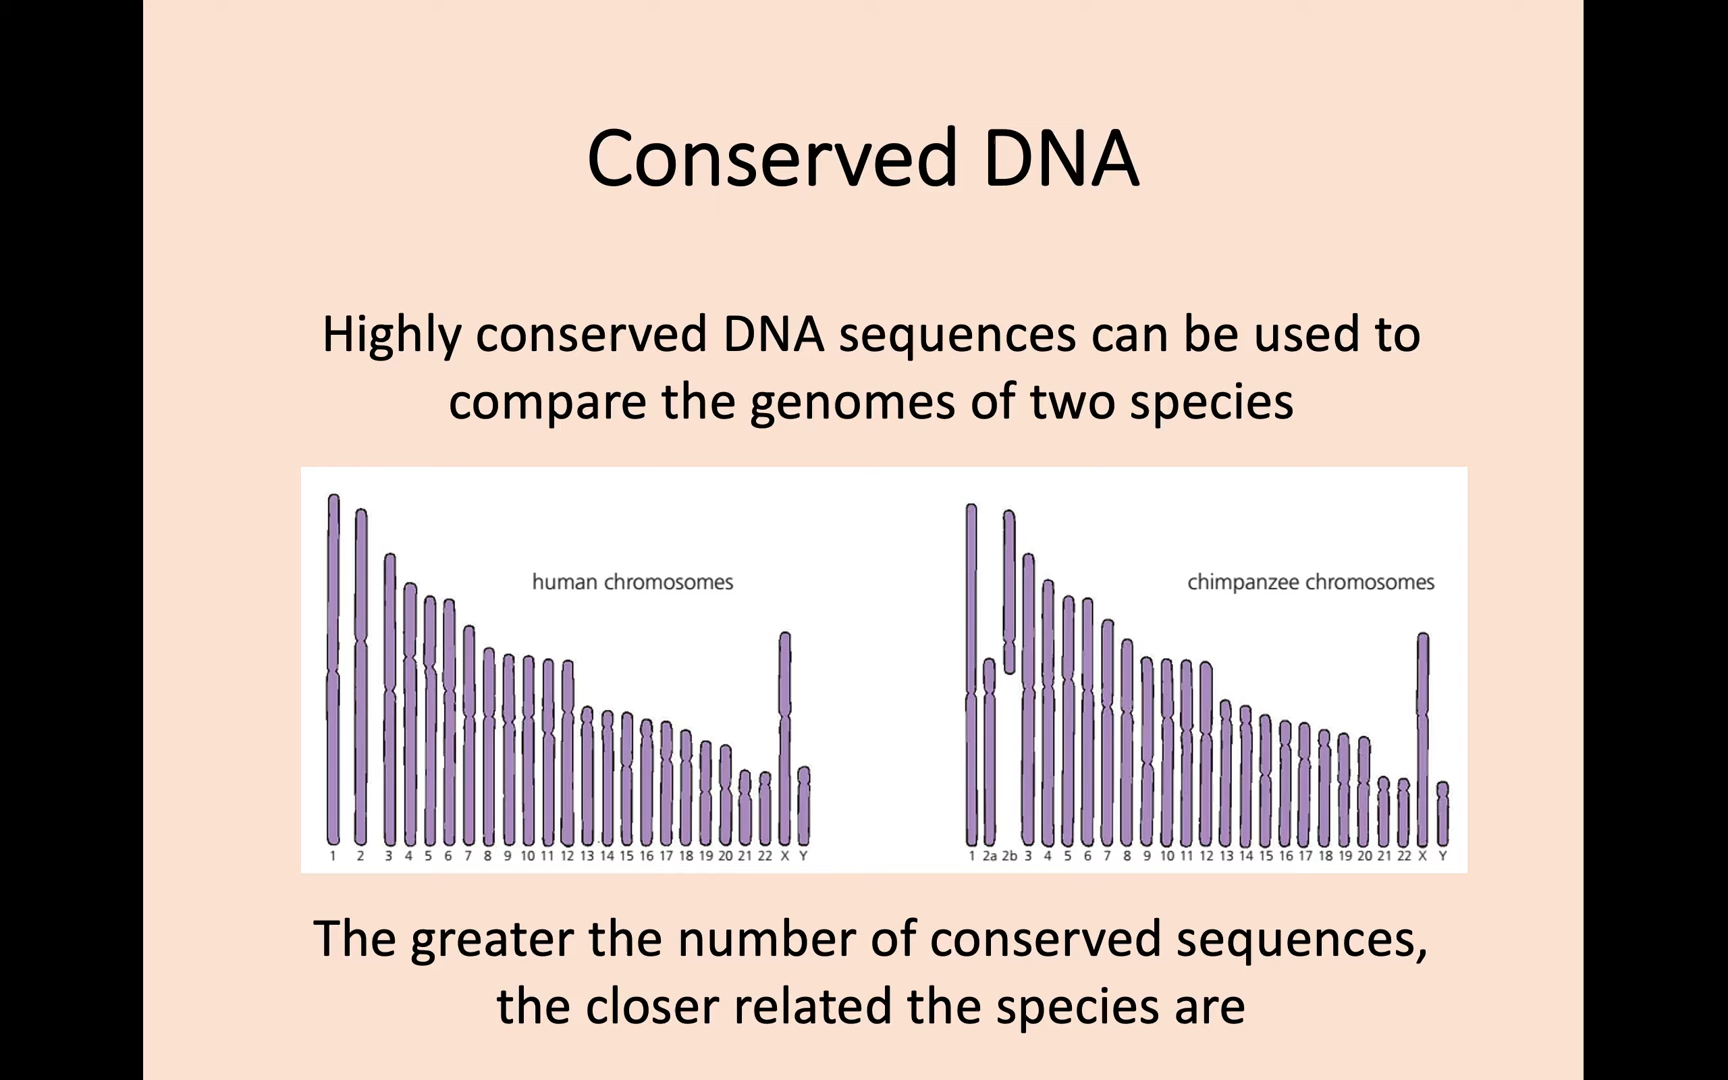 Conserved DNA
Highly conserved DNA sequences can be used to
compare the genomes of two species
human chromosomes
chimpanzee chromosomes
1 2 3 4 5 6 7 8 9 10 11 12 13 14 15 16 17 18 19 20 21 22 X Y
1 2a 2b 3 4 5 6 7 8 9 10 11 12 13 14 15 16 17 18 19 20 21 22 X Y
The greater the number of conserved sequences,
the closer related the species are